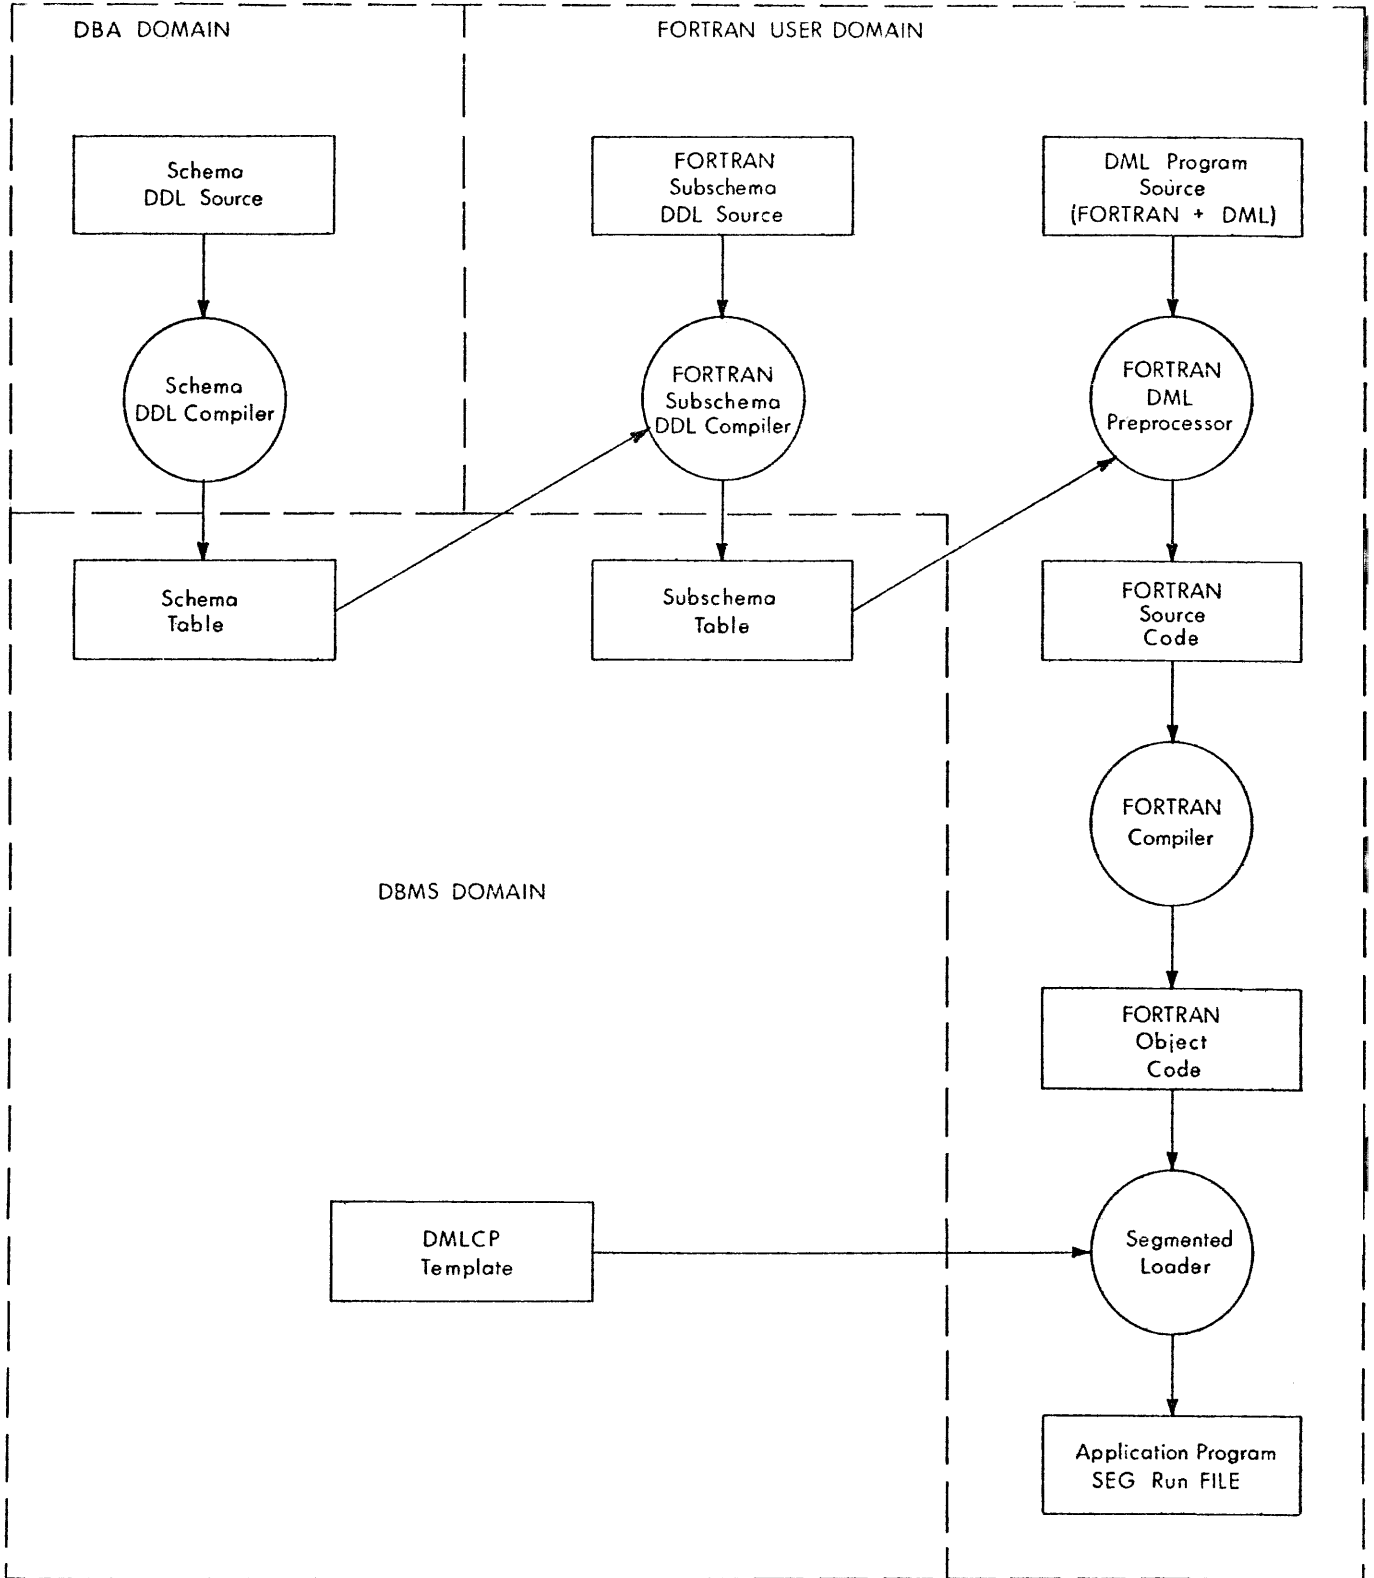 DBA DOMAIN
FORTRAN USER DOMAIN
Schema
DDL Source
FORTRAN
Subschema
DDL Source
DML Program
Source
(FORTRAN + DML)
Schema
DDL Compiler
FORTRAN
Subschema
DDL Compiler
FORTRAN
DML
Preprocessor
Schema
Table
Subschema
Table
FORTRAN
Source
Code
FORTRAN
Compiler
DBMS DOMAIN
FORTRAN
Object
Code
DMLCP
Template
Segmented
Loader
Application Program
SEG Run FILE